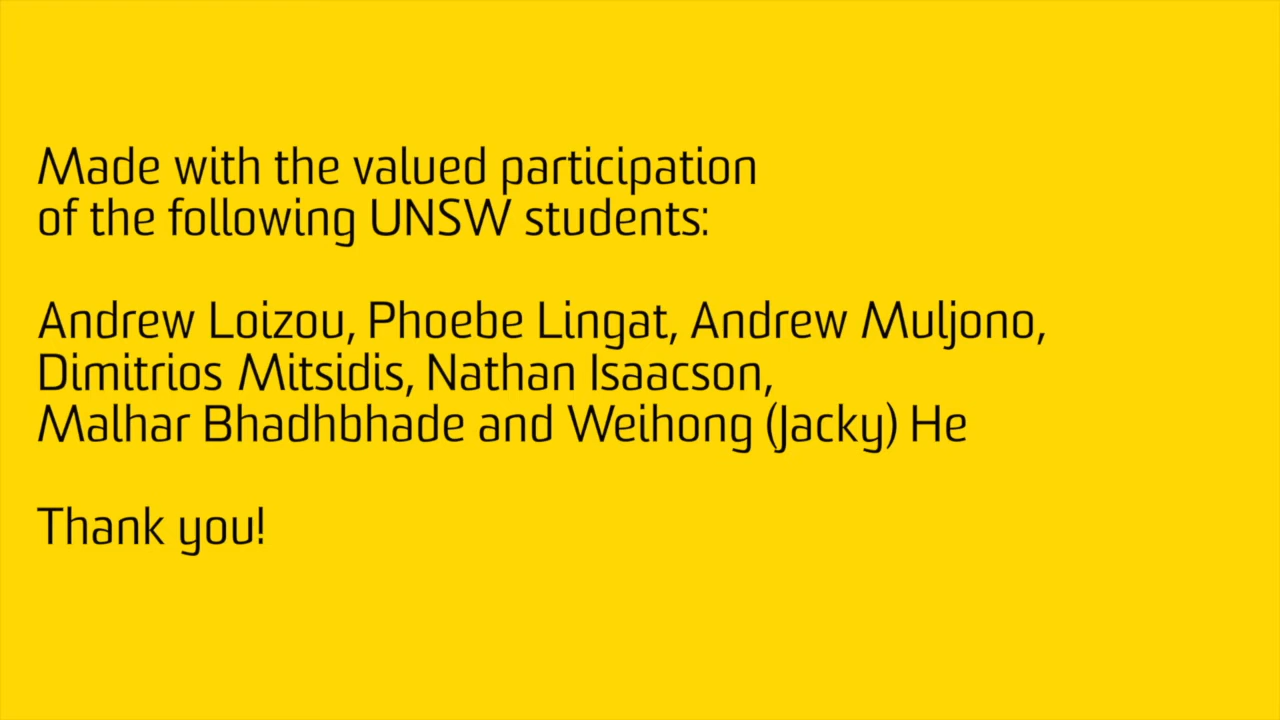 Made with the valued participation
of the following UNSW students:
Andrew Loizou, Phoebe Lingat, Andrew Muljono,
Dimitrios Mitsidis, Nathan Isaacson,
Malhar Bhadhbhade and Weihong (Jacky) He
Thank you!